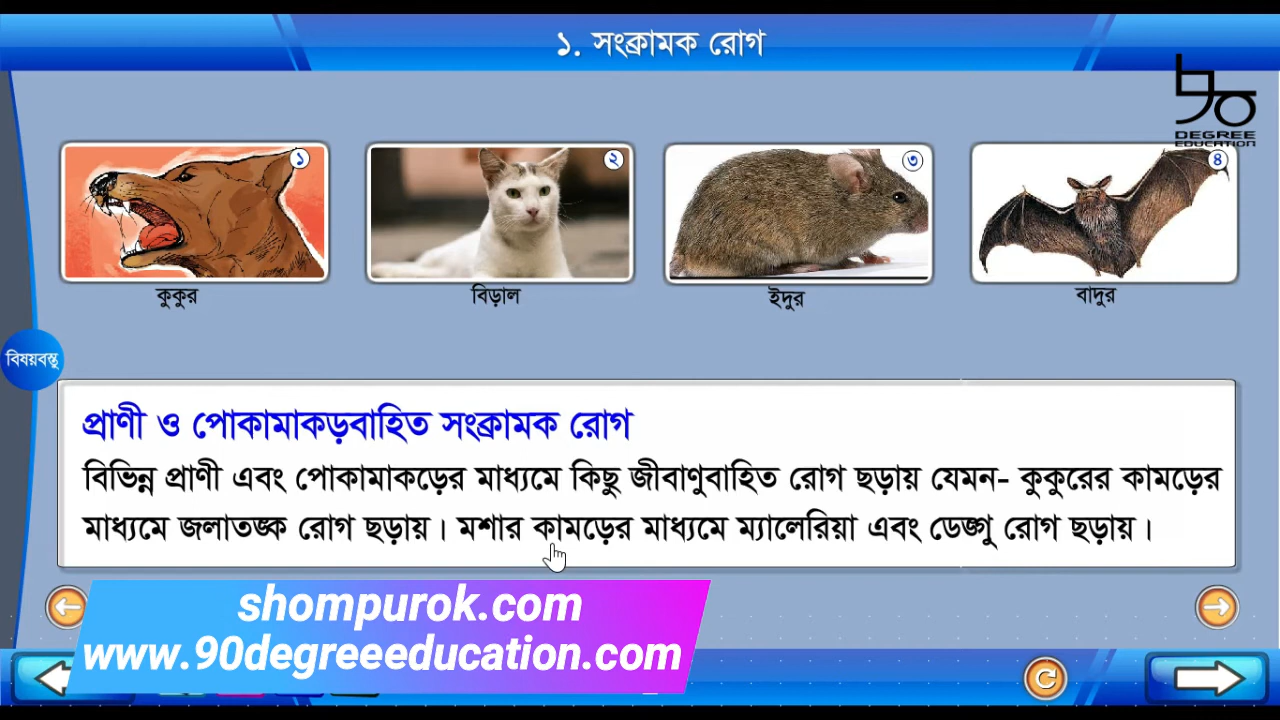 ১. সংক্রামক রোগ
৯০
DEGREE
EDUCATION
১
২
৩
৪
কুকুর
বিড়াল
ইদুর
বাদুর
বিষয়বস্তু
প্রাণী ও পোকামাকড়বাহিত সংক্রামক রোগ
বিভিন্ন প্রাণী এবং পোকামাকড়ের মাধ্যমে কিছু জীবাণুবাহিত রোগ ছড়ায় যেমন- কুকুরের কামড়ের
মাধ্যমে জলাতঙ্ক রোগ ছড়ায়। মশার কামড়ের মাধ্যমে ম্যালেরিয়া এবং ডেঙ্গু রোগ ছড়ায়।
shompurok.com
www.90degreeeducation.com